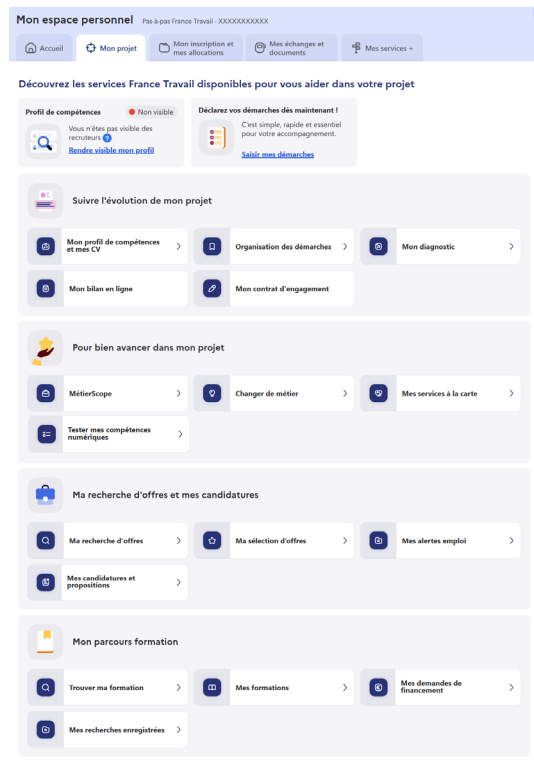 Mon espace personnel Pas-à-pas France Travail - XXXXXXXXXXX
Accueil
Mon projet
Mon inscription et
mes allocations
Mes échanges et
documents
Mes services +
Découvrez les services France Travail disponibles pour vous aider dans votre projet
Profil de compétences
Non visible
Vous n'êtes pas visible des
recruteurs ?
Rendre visible mon profil
Déclarez vos démarches dès maintenant !
C'est simple, rapide et essentiel
pour votre accompagnement.
Saisir mes démarches
Suivre l'évolution de mon projet
Mon profil de compétences
et mes CV
Organisation des démarches
Mon diagnostic
Mon bilan en ligne
Mon contrat d'engagement
Pour bien avancer dans mon projet
MétierScope
Changer de métier
Mes services à la carte
Tester mes compétences
numériques
Ma recherche d'offres et mes candidatures
Ma recherche d'offres
Ma sélection d'offres
Mes alertes emploi
Mes candidatures et
propositions
Mon parcours formation
Trouver ma formation
Mes formations
Mes demandes de
financement
Mes recherches enregistrées